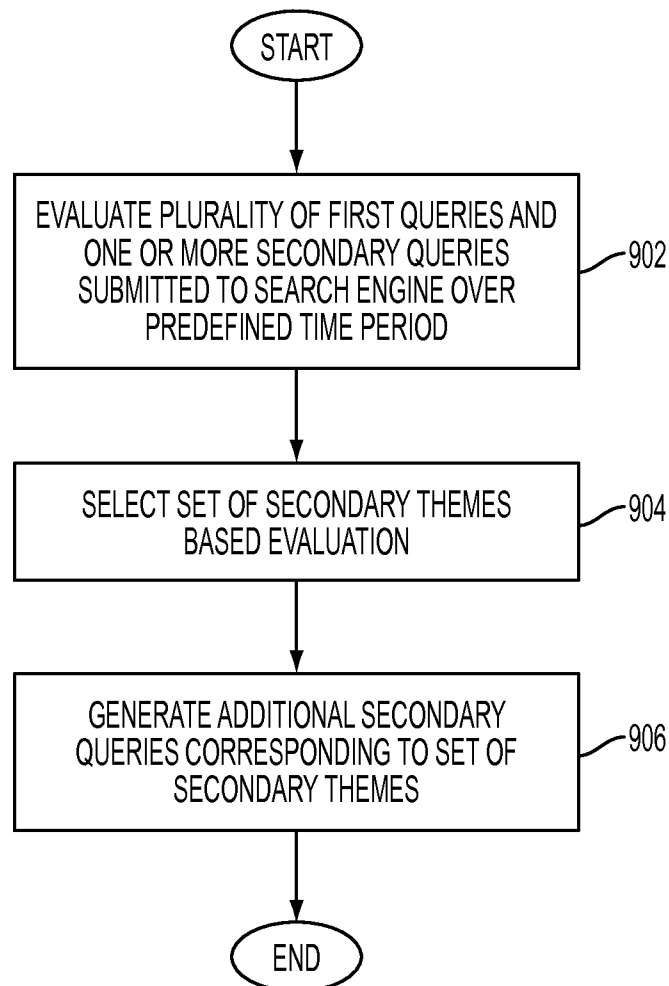 START
EVALUATE PLURALITY OF FIRST QUERIES AND
ONE OR MORE SECONDARY QUERIES
SUBMITTED TO SEARCH ENGINE OVER
PREDEFINED TIME PERIOD
902
SELECT SET OF SECONDARY THEMES
BASED EVALUATION
904
GENERATE ADDITIONAL SECONDARY
QUERIES CORRESPONDING TO SET OF
SECONDARY THEMES
906
END